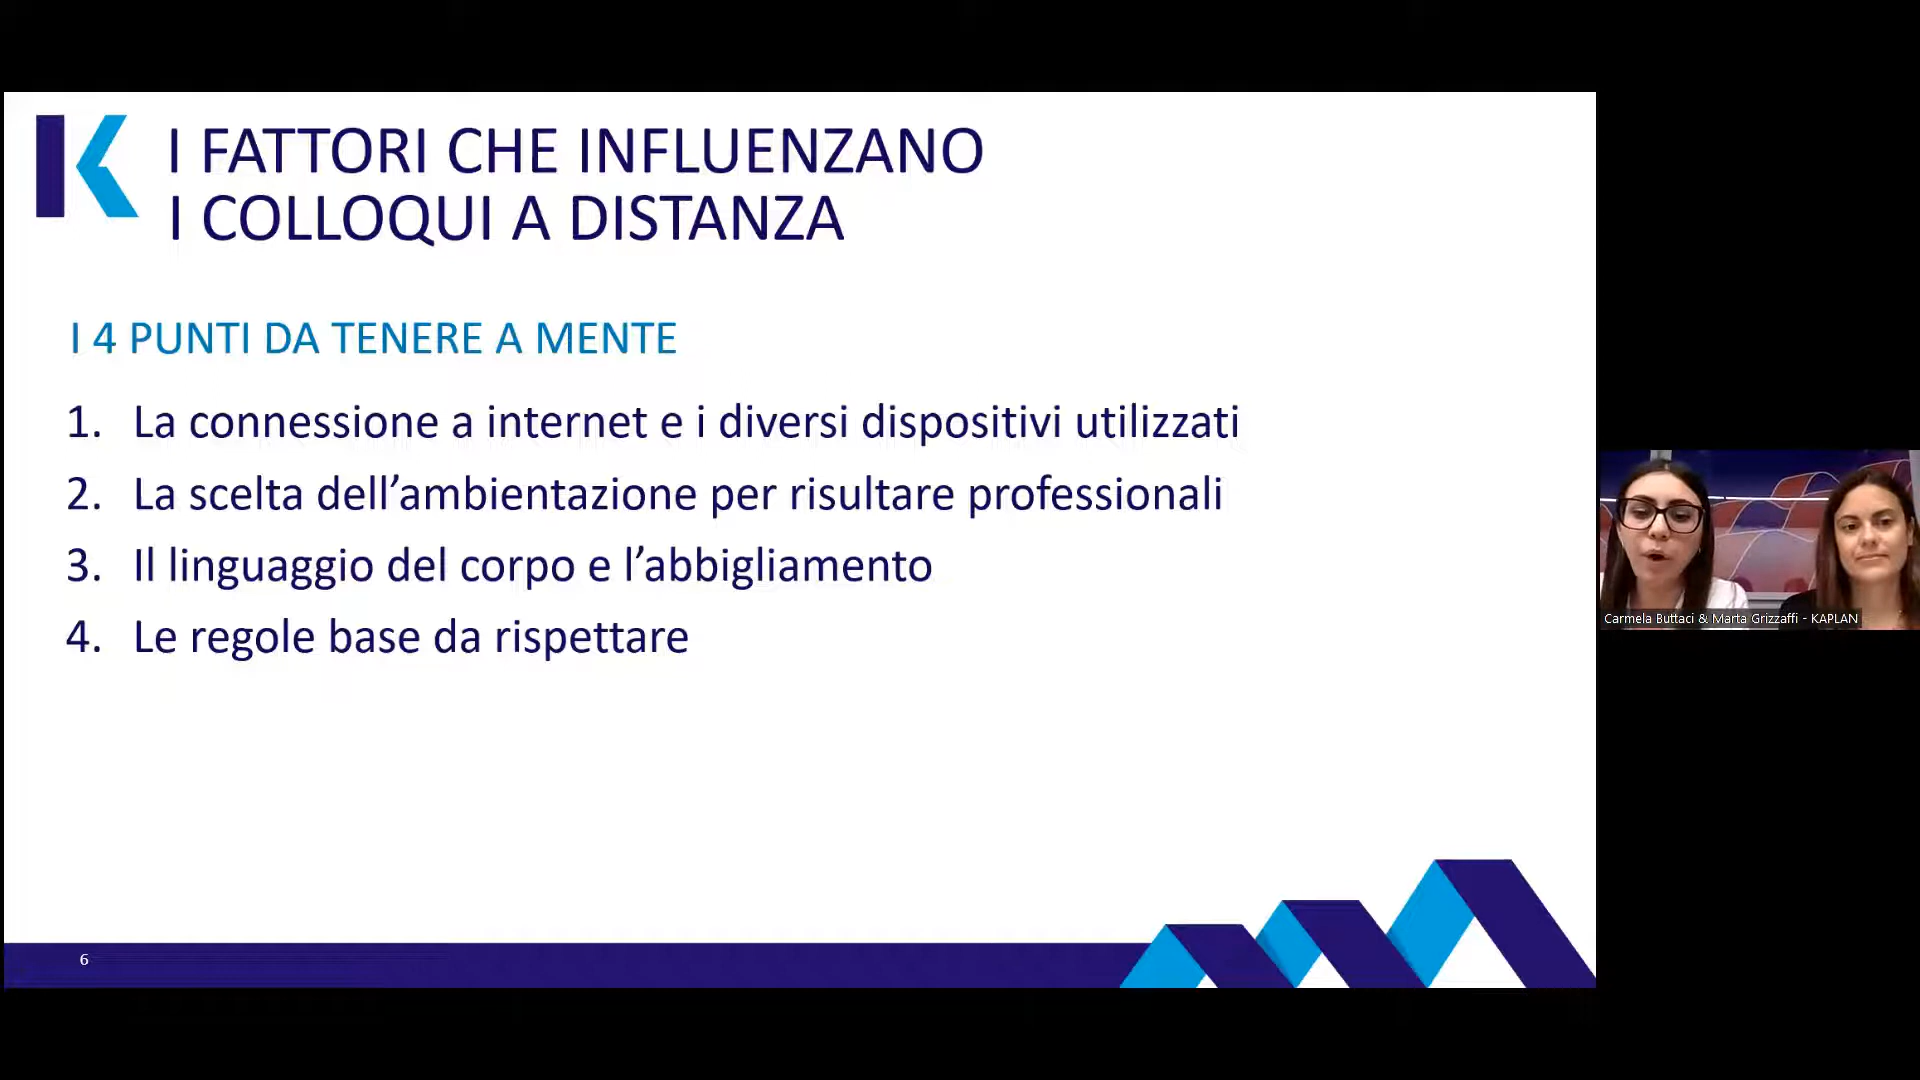 I FATTORI CHE INFLUENZANO
I COLLOQUI A DISTANZA
I 4 PUNTI DA TENERE A MENTE
1. La connessione a internet e i diversi dispositivi utilizzati
2. La scelta dell’ambientazione per risultare professionali
3. Il linguaggio del corpo e l’abbigliamento
4. Le regole base da rispettare
Carmela Buttaci & Marta Grizzaffi - KAPLAN
6